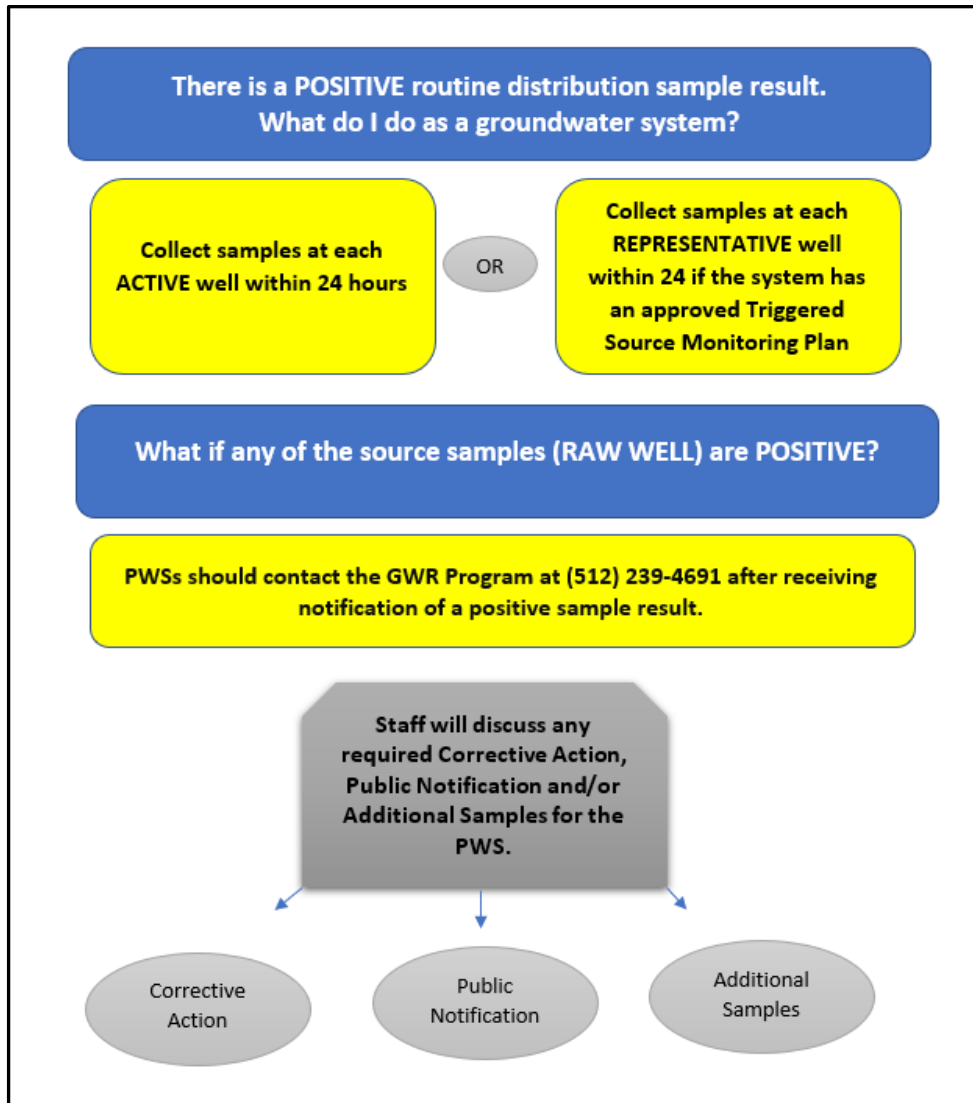 There is a POSITIVE routine distribution sample result.
What do I do as a groundwater system?
Collect samples at each
ACTIVE well within 24 hours
OR
Collect samples at each
REPRESENTATIVE well
within 24 if the system has
an approved Triggered
Source Monitoring Plan
What if any of the source samples (RAW WELL) are POSITIVE?
PWSs should contact the GWR Program at (512) 239-4691 after receiving
notification of a positive sample result.
Staff will discuss any
required Corrective Action,
Public Notification and/or
Additional Samples for the
PWS.
Corrective
Action
Public
Notification
Additional
Samples